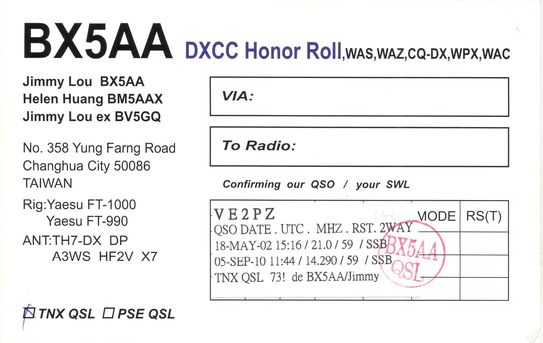 BX5AA DXCC Honor Roll,WAS,WAZ,CQ-DX,WPX,WAC
Jimmy Lou BX5AA
Helen Huang BM5AAX
Jimmy Lou ex BV5GQ
No. 358 Yung Farng Road
Changhua City 50086
TAIWAN
Rig:Yaesu FT-1000
Yaesu FT-990
ANT:TH7-DX DP
A3WS HF2V X7
TNX QSL PSE QSL
VIA:
To Radio:
Confirming our QSO / your SWL
VE2PZ MODE RS(T)
QSO DATE . UTC . MHZ . RST. 2WAY
18-MAY-02 15:16 / 21.0 / 59 / SSB
05-SEP-10 11:44 / 14.290 / 59 / SSB
TNX QSL 73! de BX5AA/Jimmy
BX5AA
QSL